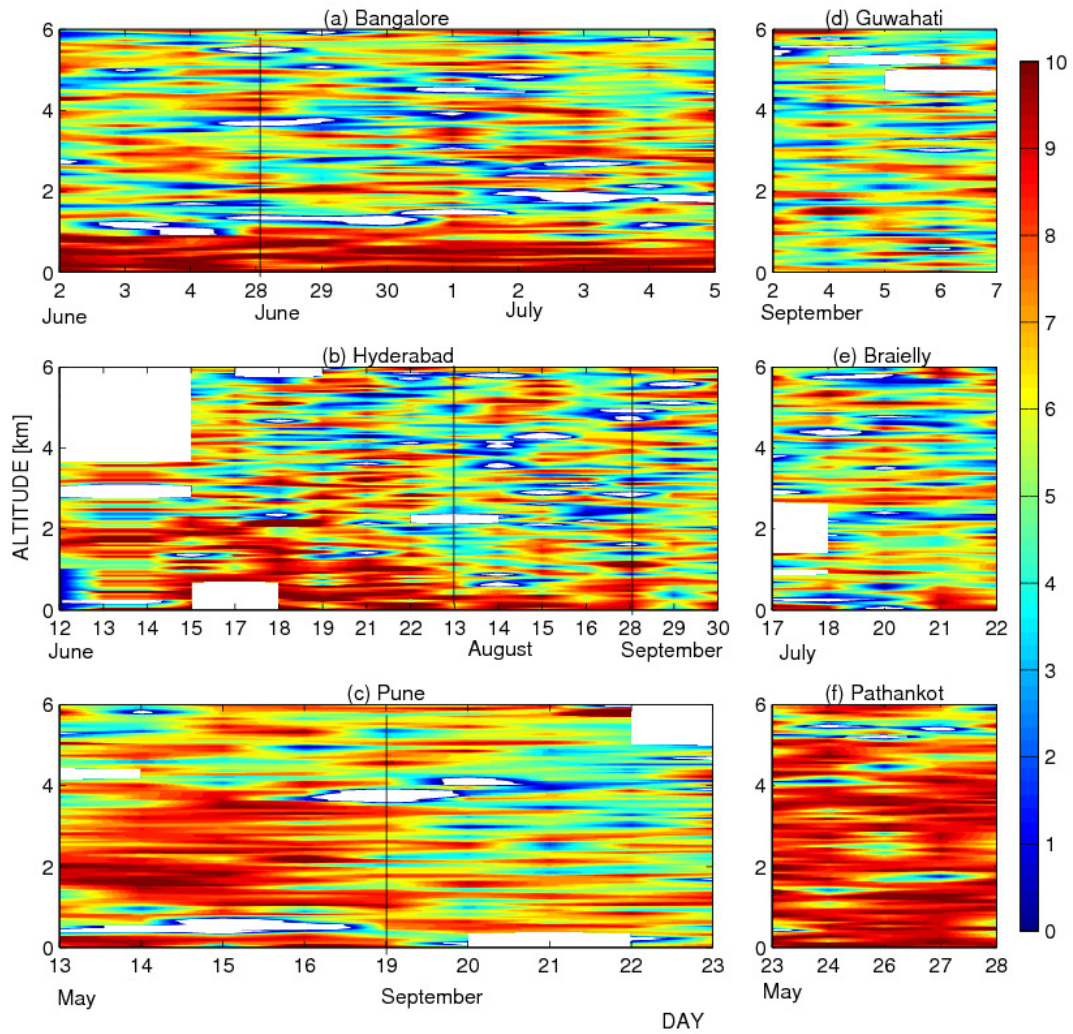 (a) Bangalore
6
4
2
0
2 3 4 28 29 30 1 2 3 4 5
June June July
(d) Guwahati
6
4
2
0
2 4 5 6 7
September
10
9
8
7
6
5
4
3
2
1
0
ALTITUDE [km]
(b) Hyderabad
6
4
2
0
12 13 14 15 17 18 19 20 21 22 13 14 15 16 28 29 30
June August September
(e) Braielly
6
4
2
0
17 18 20 21 22
July
(c) Pune
6
4
2
0
13 14 15 16 19 20 21 22 23
May September
(f) Pathankot
6
4
2
0
23 24 26 27 28
May
DAY